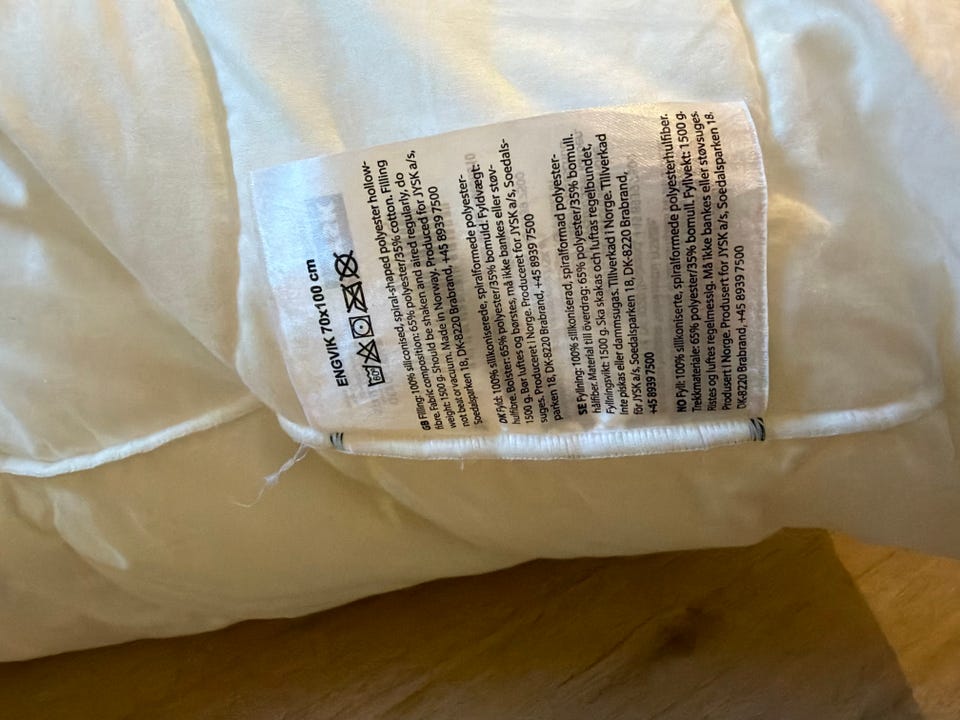 ENGVIK 70x100 cm
60
GB Filling: 100% siliconised, spiral-shaped polyester hollow-
fibre. Fabric composition: 65% polyester/35% cotton. Filling
weight: 1500 g. Should be shaken and aired regularly, do
not beat or vacuum. Made in Norway. Produced for JYSK a/s,
Soedalsparken 18, DK-8220 Brabrand, +45 8939 7500
DK Fyld: 100% silikoniserede, spiralformede polyester-
hulfibre. Bolster: 65% polyester/35% bomuld. Fyldvægt:
1500 g. Bør luftes og børstes, må ikke bankes eller støv-
suges. Produceret i Norge. Produceret for JYSK a/s, Soedals-
parken 18, DK-8220 Brabrand, +45 8939 7500
SE Fyllning: 100% silikoniserad, spiralformad polyester-
hålfiber. Material till överdrag: 65% polyester/35% bomull.
Fyllningsvikt: 1500 g. Ska skakas och luftas regelbundet,
inte piskas eller dammsugas. Tillverkad i Norge. Tillverkad
för JYSK a/s, Soedalsparken 18, DK-8220 Brabrand,
+45 8939 7500
NO Fyll: 100% silikoniserte, spiralformede polyesterhulfiber.
Trekkmateriale: 65% polyester/35% bomull. Fyllvekt: 1500 g.
Ristes og luftes regelmessig. Må ikke bankes eller støvsuges.
Produsert i Norge. Produsert for JYSK a/s, Soedalsparken 18,
DK-8220 Brabrand, +45 8939 7500